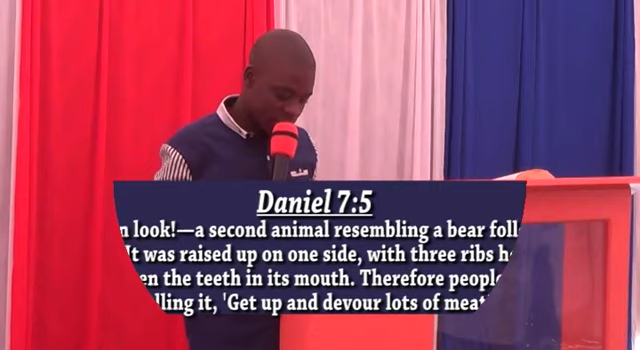 Daniel 7:5
look!—a second animal resembling a bear
It was raised up on one side, with three ribs
the teeth in its mouth. Therefore
it, 'Get up and devour lots of meat